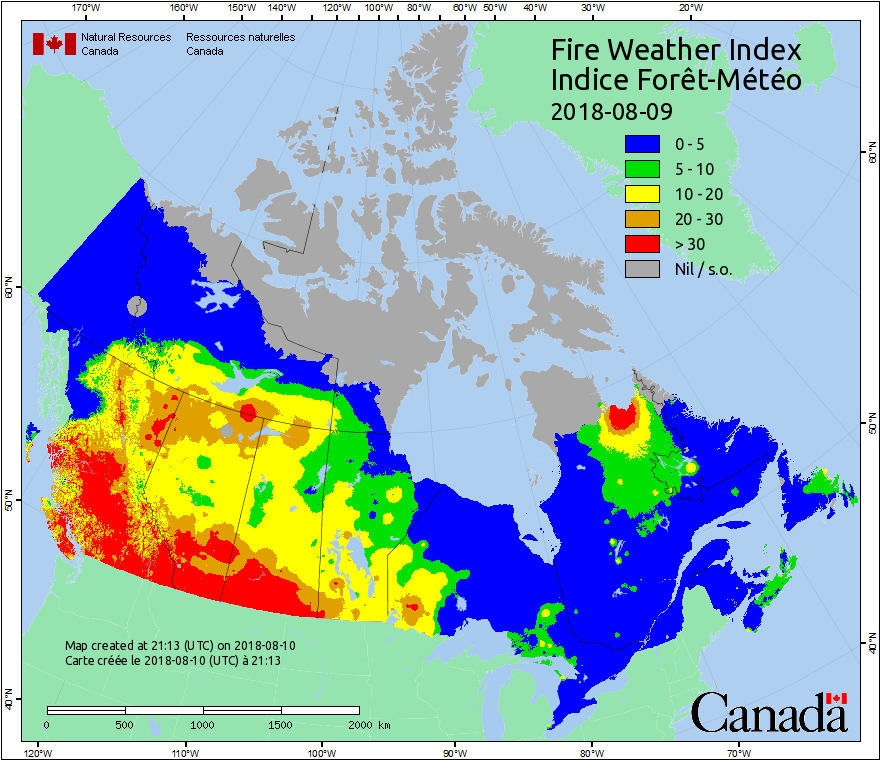 170°W 160°W 150°W 140°W 120°W 100°W 80°W 60°W 50°W 40°W 30°W 20°W
Natural Resources Ressources naturelles
Canada Canada
Fire Weather Index
Indice Forêt-Météo
2018-08-09
0 - 5
5 - 10
10 - 20
20 - 30
> 30
Nil / s.o.
60°N 60°N
50°N 50°N
40°N 40°N
Map created at 21:13 (UTC) on 2018-08-10
Carte créée le 2018-08-10 (UTC) à 21:13
0 500 1000 1500 2000 km
Canada
120°W 110°W 100°W 90°W 80°W 70°W